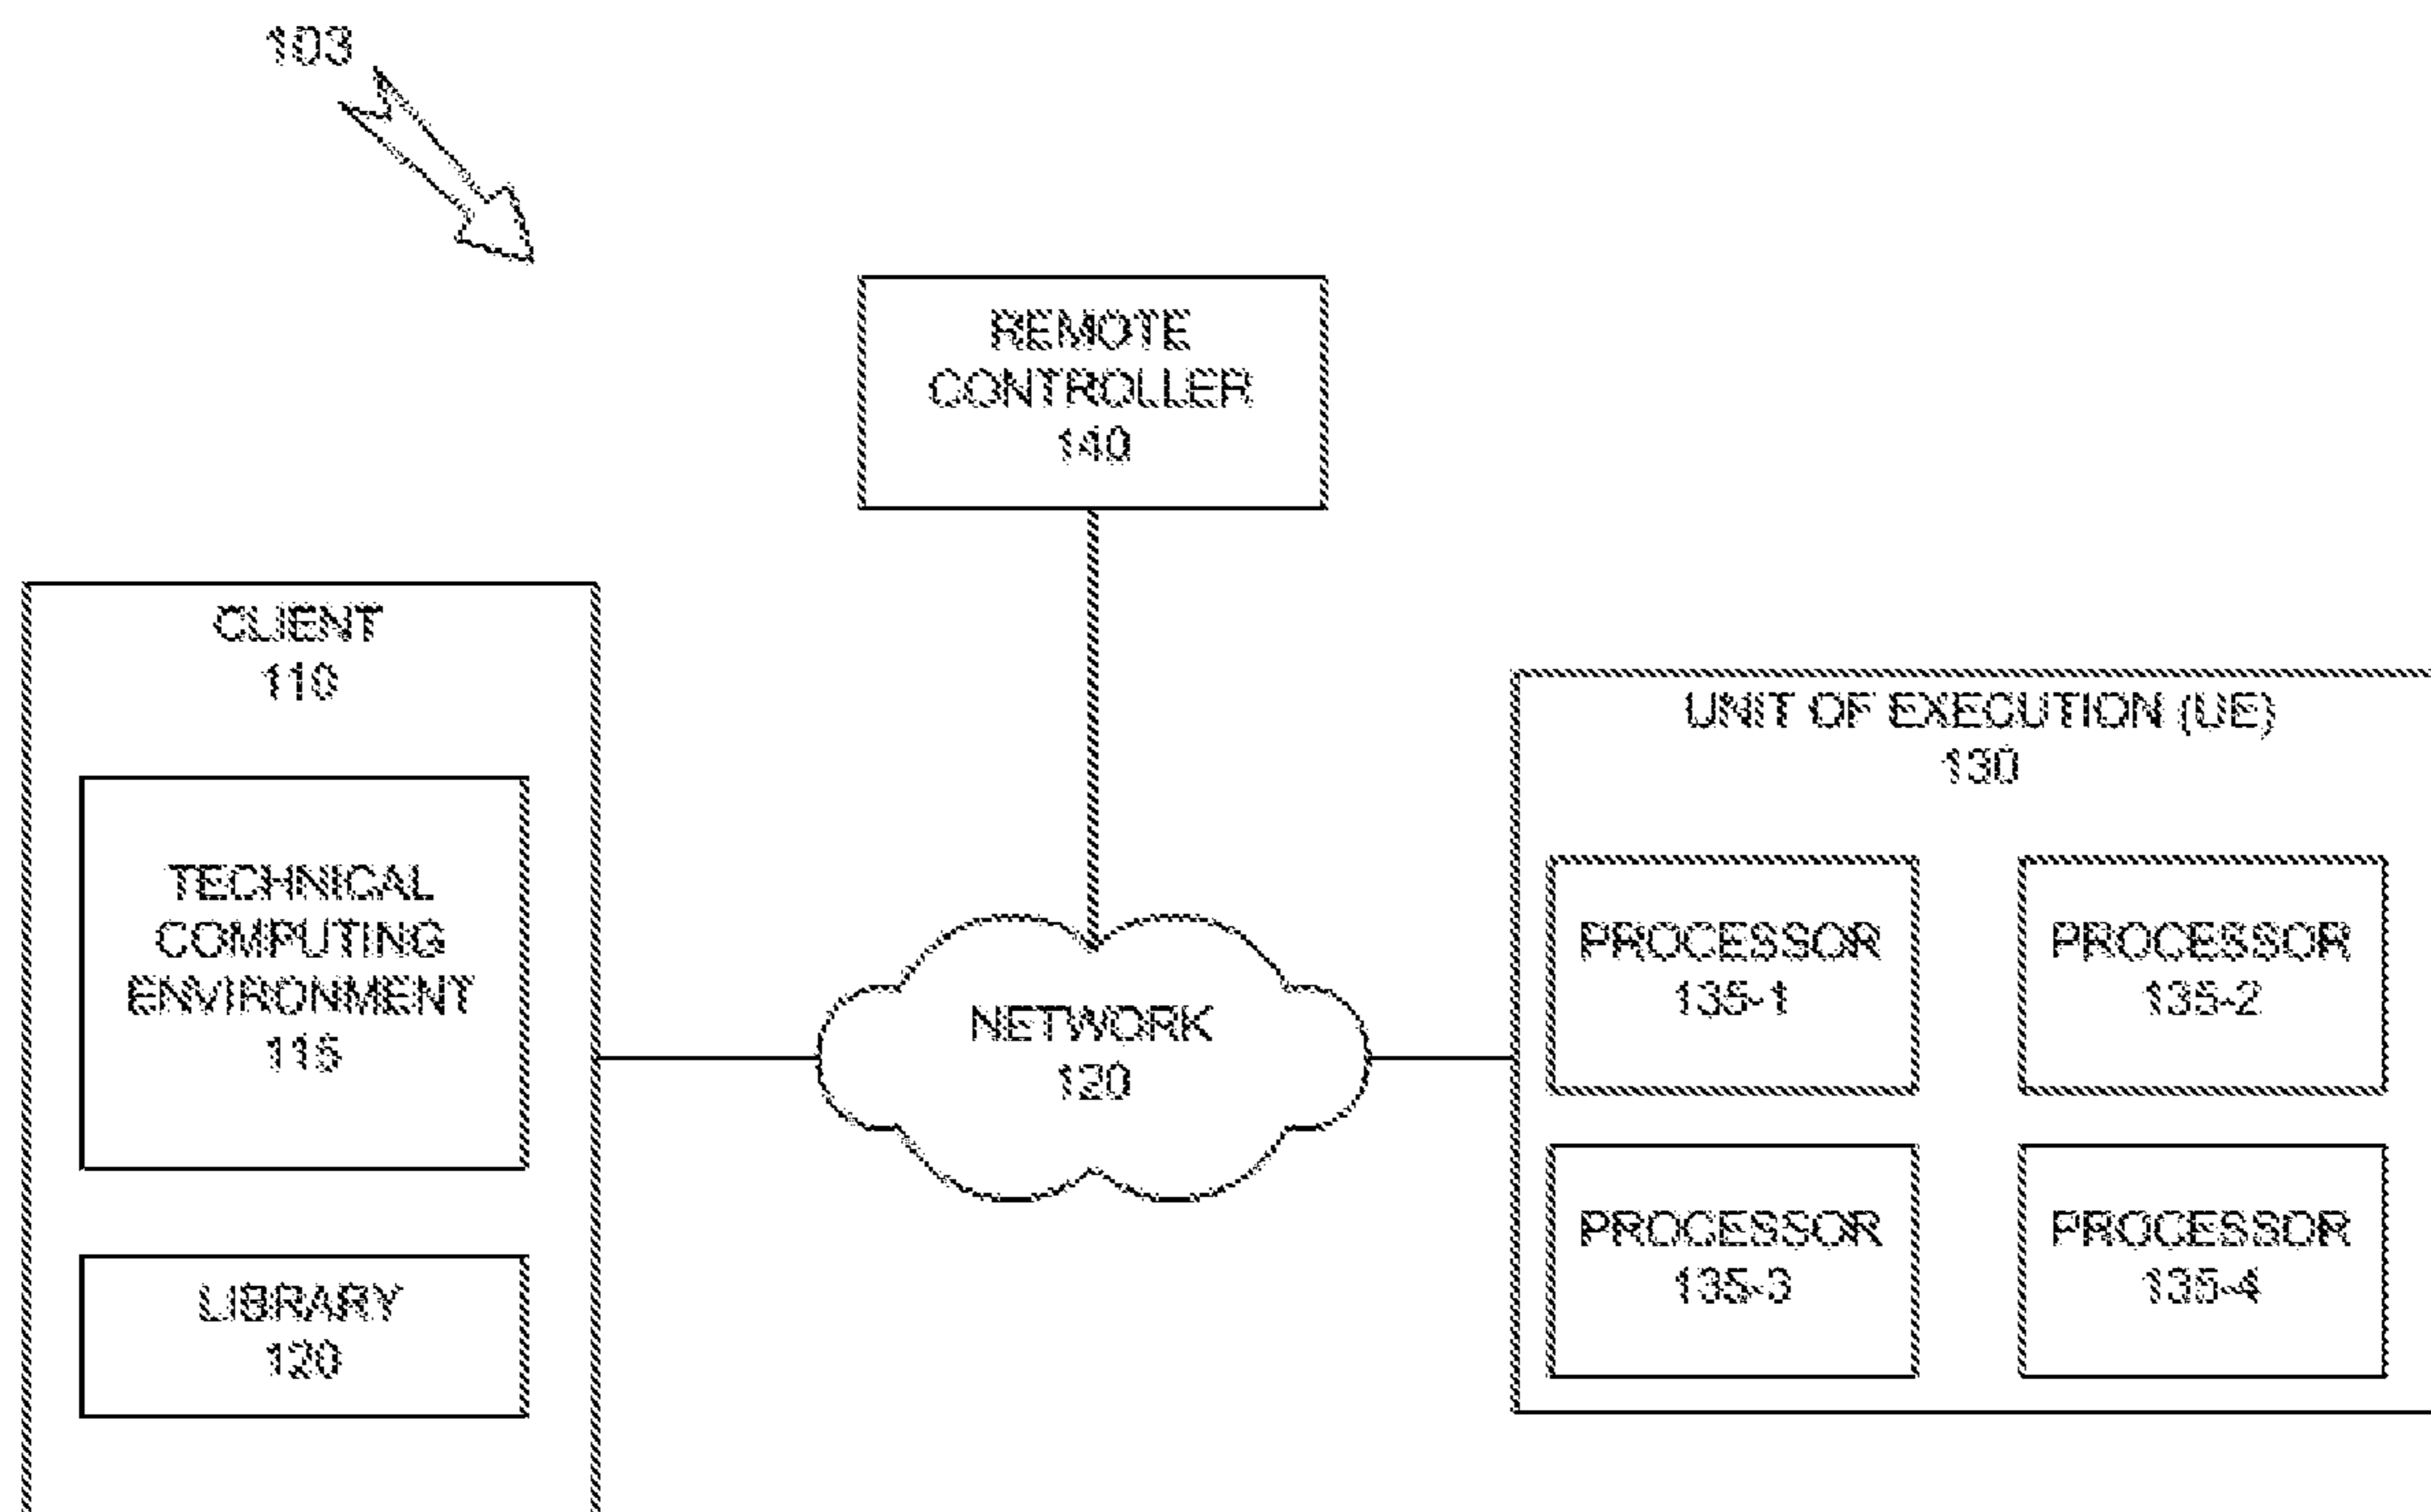 103
REMOTE
CONTROLLER
140
CLIENT
110
TECHNICAL
COMPUTING
ENVIRONMENT
115
LIBRARY
120
NETWORK
120
UNIT OF EXECUTION (UE)
130
PROCESSOR
135-1
PROCESSOR
135-2
PROCESSOR
135-3
PROCESSOR
135-4